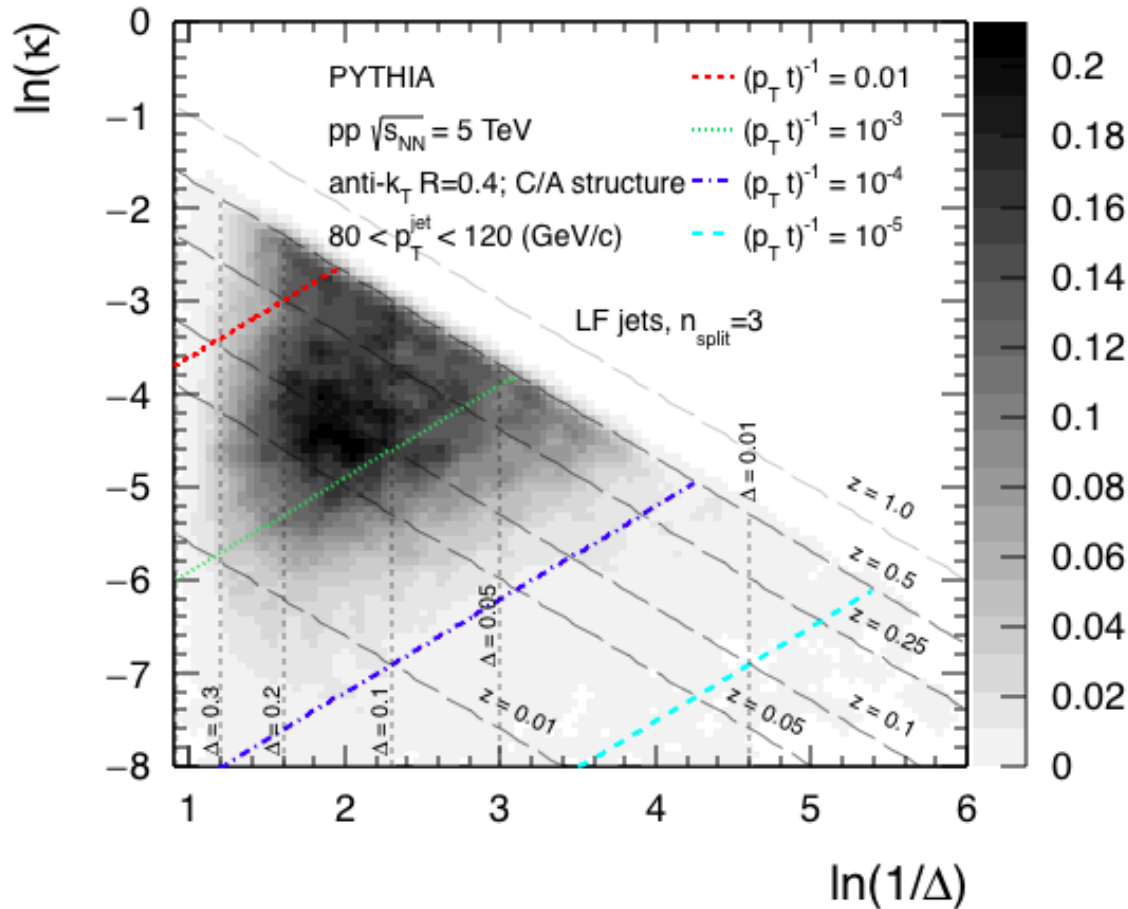 ln(κ)
0
−1
−2
−3
−4
−5
−6
−7
−8
PYTHIA
pp √s_NN = 5 TeV
anti-k_T R=0.4; C/A structure
80 < p_T^jet < 120 (GeV/c)
(p_T t)^-1 = 0.01
(p_T t)^-1 = 10^-3
(p_T t)^-1 = 10^-4
(p_T t)^-1 = 10^-5
LF jets, n_split=3
Δ = 0.3
Δ = 0.2
Δ = 0.1
Δ = 0.05
Δ = 0.01
z = 1.0
z = 0.5
z = 0.25
z = 0.1
z = 0.05
z = 0.01
1 2 3 4 5 6
ln(1/Δ)
0.2
0.18
0.16
0.14
0.12
0.1
0.08
0.06
0.04
0.02
0